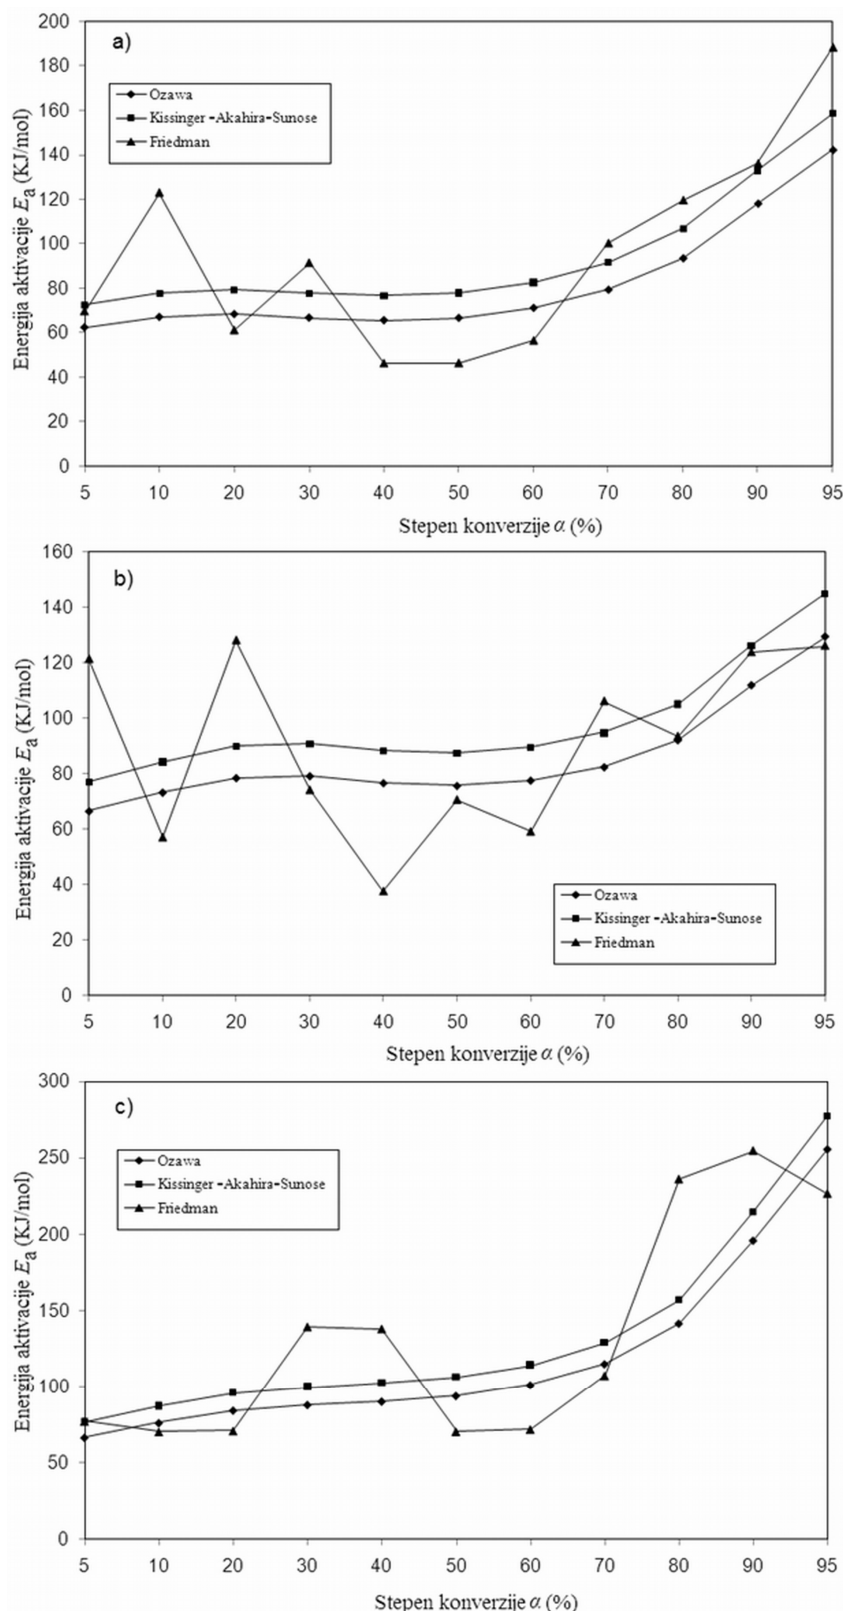 a)
200
180
160
140
120
100
80
60
40
20
0
Energija aktivacije Ea (KJ/mol)
Ozawa
Kissinger -Akahira-Sunose
Friedman
5 10 20 30 40 50 60 70 80 90 95
Stepen konverzije α (%)
b)
160
140
120
100
80
60
40
20
0
Energija aktivacije Ea (KJ/mol)
Ozawa
Kissinger -Akahira-Sunose
Friedman
5 10 20 30 40 50 60 70 80 90 95
Stepen konverzije α (%)
c)
300
250
200
150
100
50
0
Energija aktivacije Ea (KJ/mol)
Ozawa
Kissinger -Akahira-Sunose
Friedman
5 10 20 30 40 50 60 70 80 90 95
Stepen konverzije α (%)